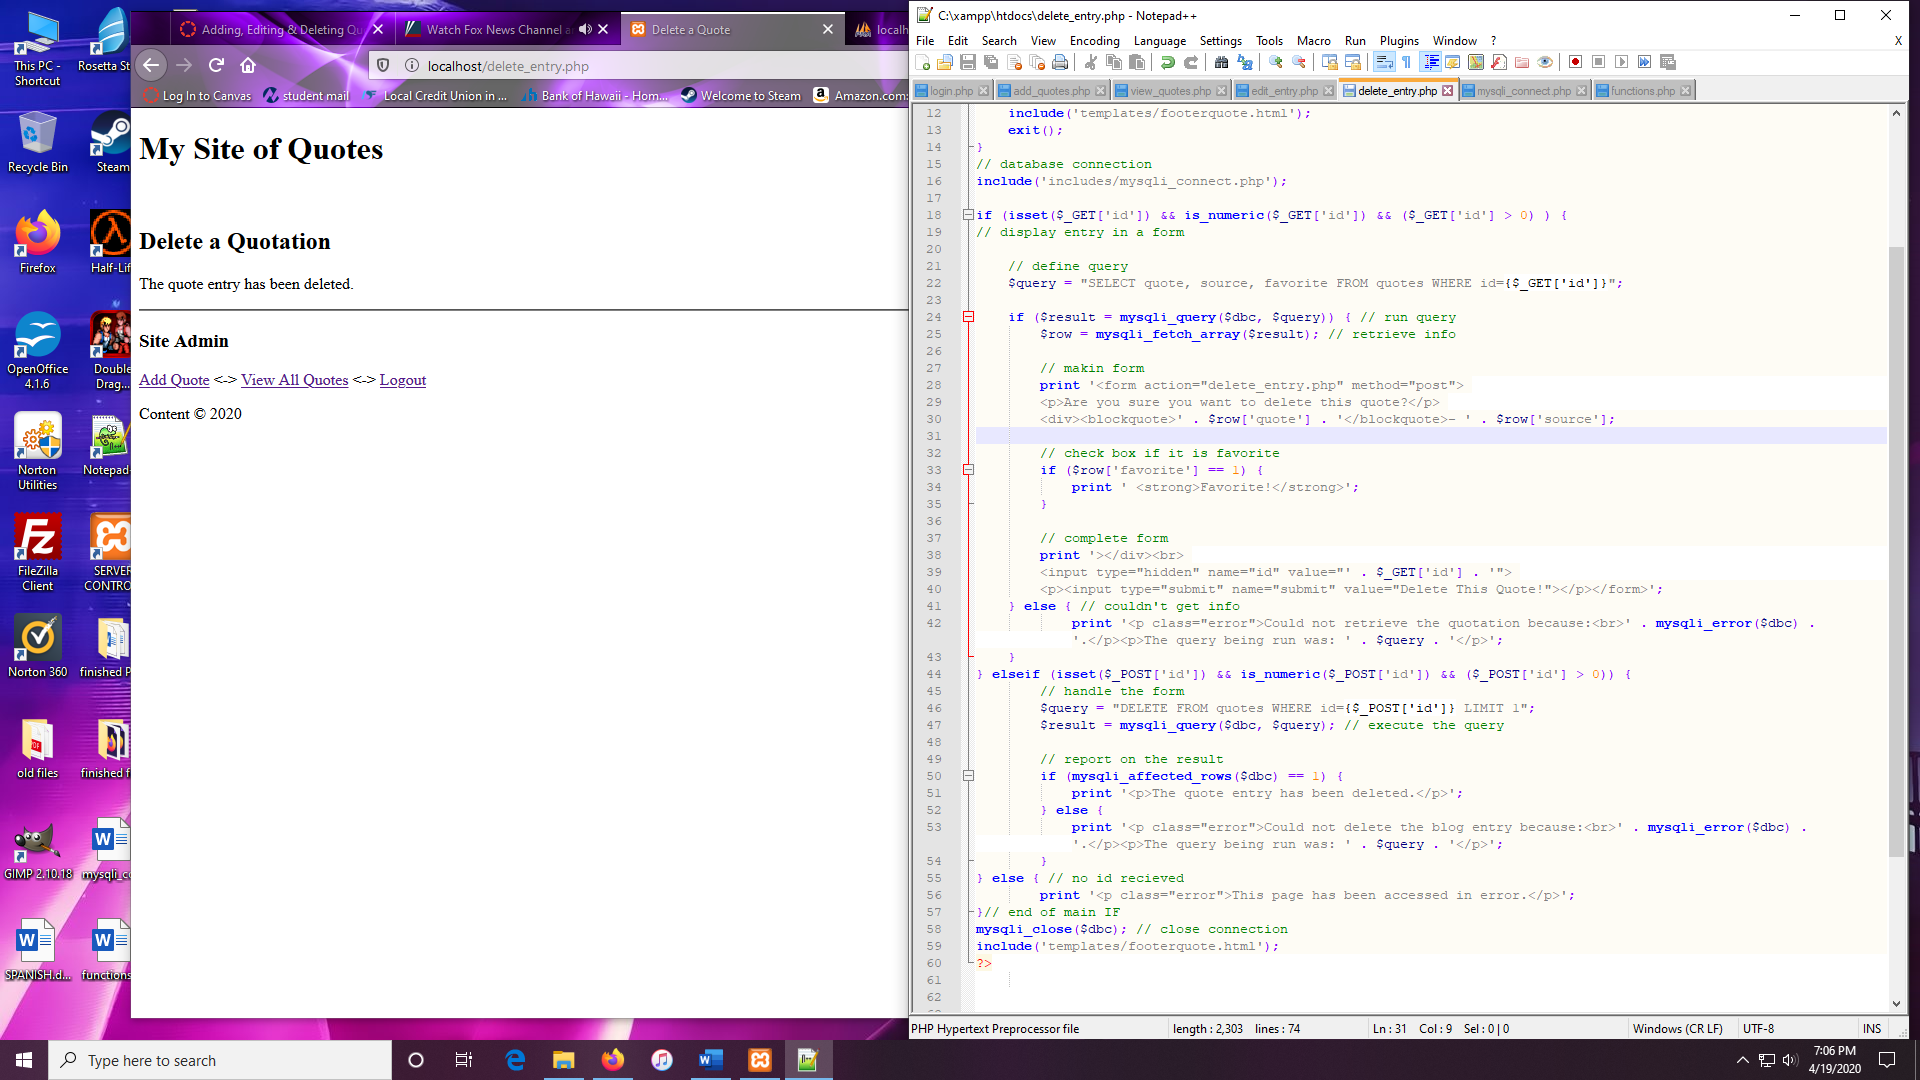 This PC - Shortcut
Rosetta St
Recycle Bin
Steam
Firefox
Half-Lif
OpenOffice 4.1.6
Double Drag...
Norton Utilities
Notepad
FileZilla Client
SERVER CONTRO
Norton 360
finished P
old files
finished f
GIMP 2.10.18
mysqli_co
SPANISH.d...
functions
Adding, Editing & Deleting Qu
Watch Fox News Channel a
Delete a Quote
localh
localhost/delete_entry.php
Log In to Canvas
student mail
Local Credit Union in ...
Bank of Hawaii - Hom...
Welcome to Steam
Amazon.com:
My Site of Quotes
Delete a Quotation
The quote entry has been deleted.
Site Admin
Add Quote <-> View All Quotes <-> Logout
Content © 2020
C:\xampp\htdocs\delete_entry.php - Notepad++
File Edit Search View Encoding Language Settings Tools Macro Run Plugins Window ? X
login.php add_quotes.php view_quotes.php edit_entry.php delete_entry.php mysqli_connect.php functions.php
12 include('templates/footerquote.html');
13 exit();
14 }
15 // database connection
16 include('includes/mysqli_connect.php');
17
18 if (isset($_GET['id']) && is_numeric($_GET['id']) && ($_GET['id'] > 0) ) {
19 // display entry in a form
20
21 // define query
22 $query = "SELECT quote, source, favorite FROM quotes WHERE id={$_GET['id']}";
23
24 if ($result = mysqli_query($dbc, $query)) { // run query
25 $row = mysqli_fetch_array($result); // retrieve info
26
27 // makin form
28 print '<form action="delete_entry.php" method="post">
29 <p>Are you sure you want to delete this quote?</p>
30 <div><blockquote>' . $row['quote'] . '</blockquote>- ' . $row['source'];
31
32 // check box if it is favorite
33 if ($row['favorite'] == 1) {
34 print ' <strong>Favorite!</strong>';
35 }
36
37 // complete form
38 print '></div><br>
39 <input type="hidden" name="id" value="' . $_GET['id'] . '">
40 <p><input type="submit" name="submit" value="Delete This Quote!"></p></form>';
41 } else { // couldn't get info
42 print '<p class="error">Could not retrieve the quotation because:<br>' . mysqli_error($dbc) .
'.</p><p>The query being run was: ' . $query . '</p>';
43 }
44 } elseif (isset($_POST['id']) && is_numeric($_POST['id']) && ($_POST['id'] > 0)) {
45 // handle the form
46 $query = "DELETE FROM quotes WHERE id={$_POST['id']} LIMIT 1";
47 $result = mysqli_query($dbc, $query); // execute the query
48
49 // report on the result
50 if (mysqli_affected_rows($dbc) == 1) {
51 print '<p>The quote entry has been deleted.</p>';
52 } else {
53 print '<p class="error">Could not delete the blog entry because:<br>' . mysqli_error($dbc) .
'.</p><p>The query being run was: ' . $query . '</p>';
54 }
55 } else { // no id recieved
56 print '<p class="error">This page has been accessed in error.</p>';
57 }// end of main IF
58 mysqli_close($dbc); // close connection
59 include('templates/footerquote.html');
60 ?>
61
62
PHP Hypertext Preprocessor file length : 2,303 lines : 74 Ln : 31 Col : 9 Sel : 0 | 0 Windows (CR LF) UTF-8 INS
Type here to search
7:06 PM
4/19/2020